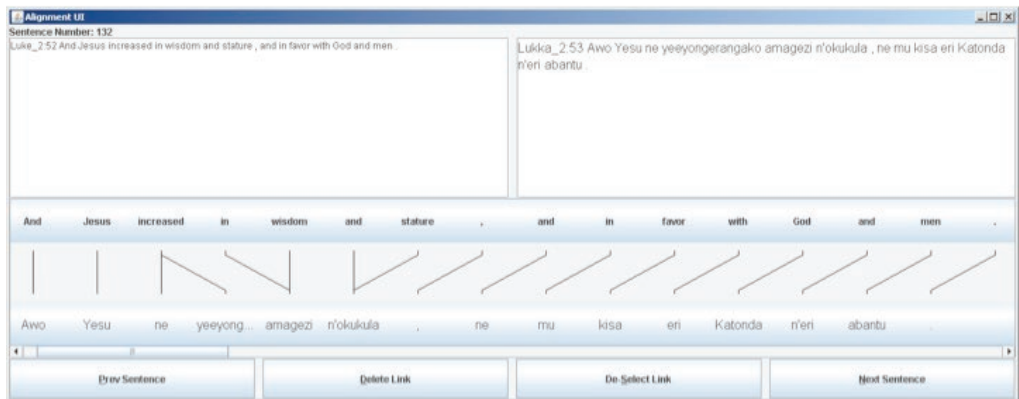 Alignment UI
Sentence Number: 132
Luke_2:52 And Jesus increased in wisdom and stature , and in favor with God and men .
Lukka_2:53 Awo Yesu ne yeeyongerangako amagezi n'okukula , ne mu kisa eri Katonda
n'eri abantu .
And Jesus increased in wisdom and stature , and in favor with God and men .
Awo Yesu ne yeeyong... amagezi n'okukula , ne mu kisa eri Katonda n'eri abantu .
Prev Sentence Delete Link De-Select Link Next Sentence